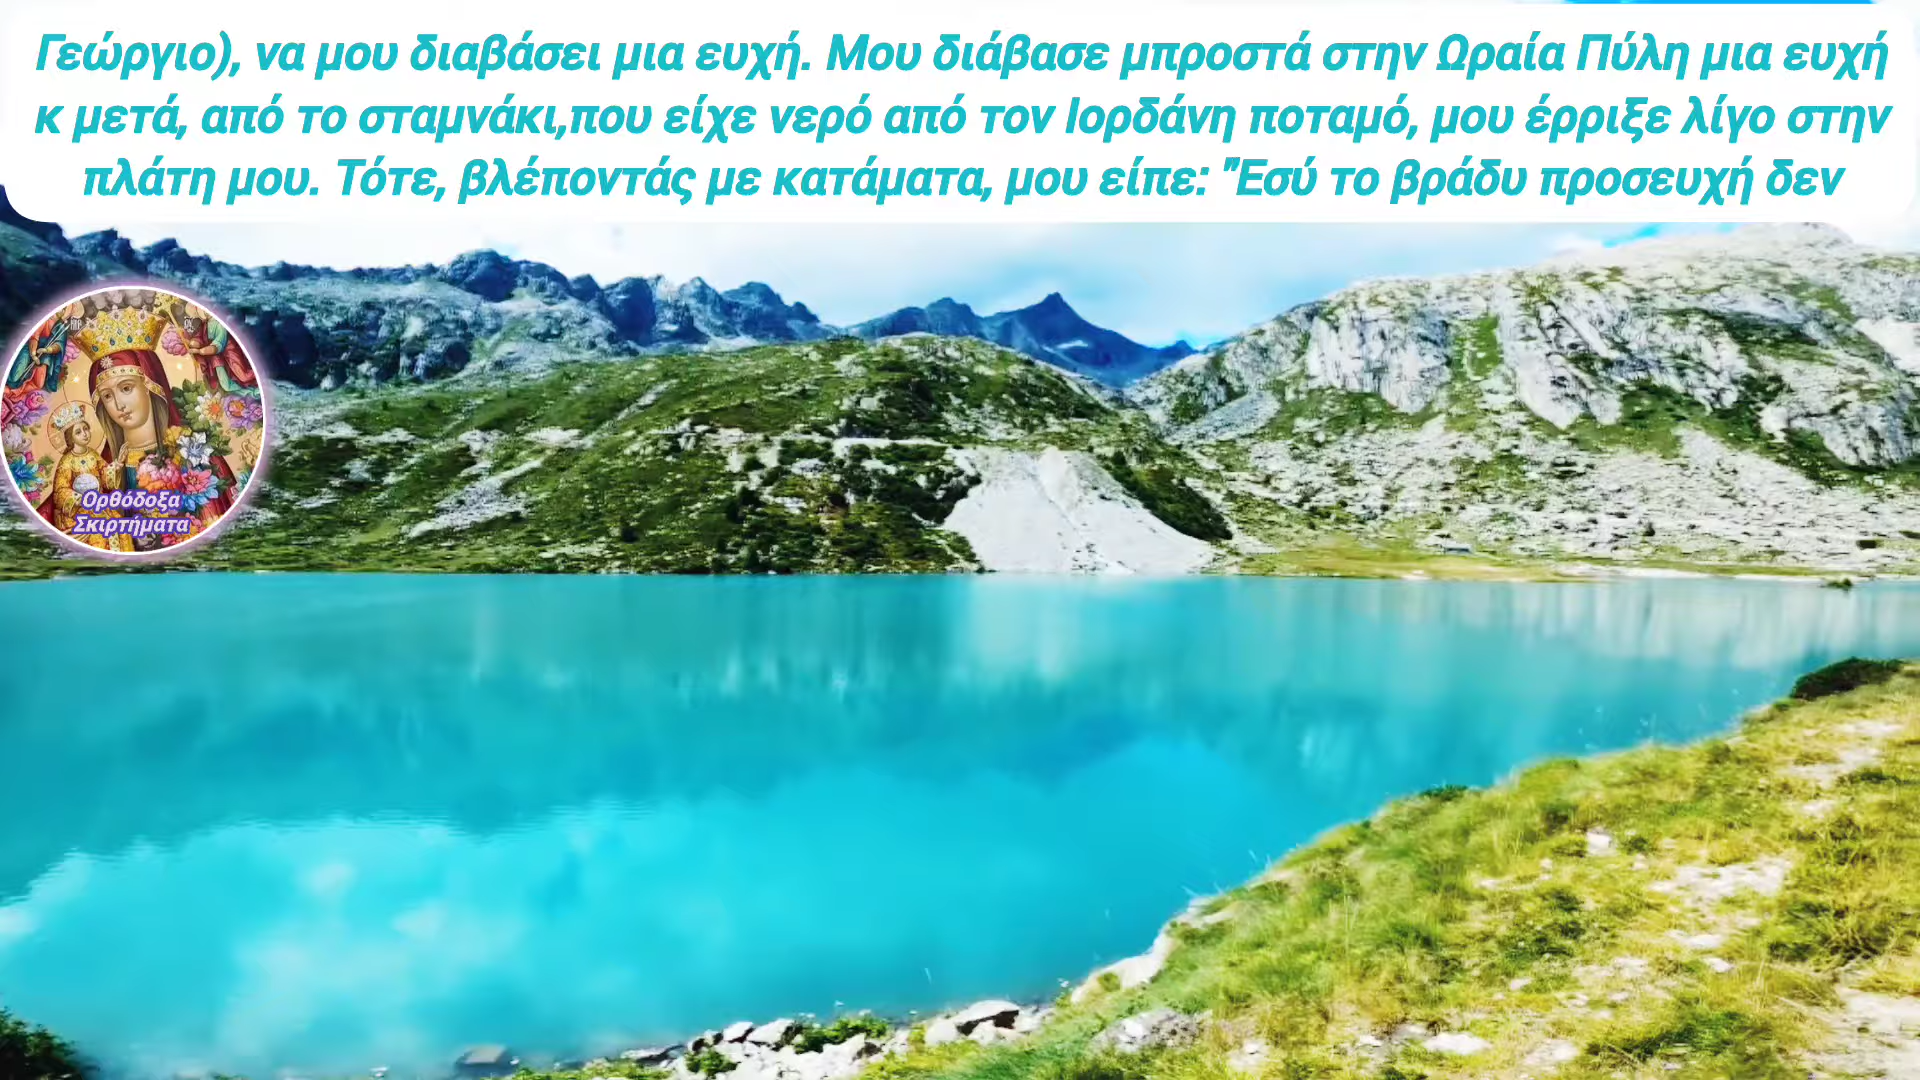 Γεώργιο), να μου διαβάσει μια ευχή. Μου διάβασε μπροστά στην Ωραία Πύλη μια ευχή
κ μετά, από το σταμνάκι,που είχε νερό από τον Ιορδάνη ποταμό, μου έρριξε λίγο στην
πλάτη μου. Τότε, βλέποντάς με κατάματα, μου είπε: "Εσύ το βράδυ προσευχή δεν
Ορθόδοξα
Σκιρτήματα